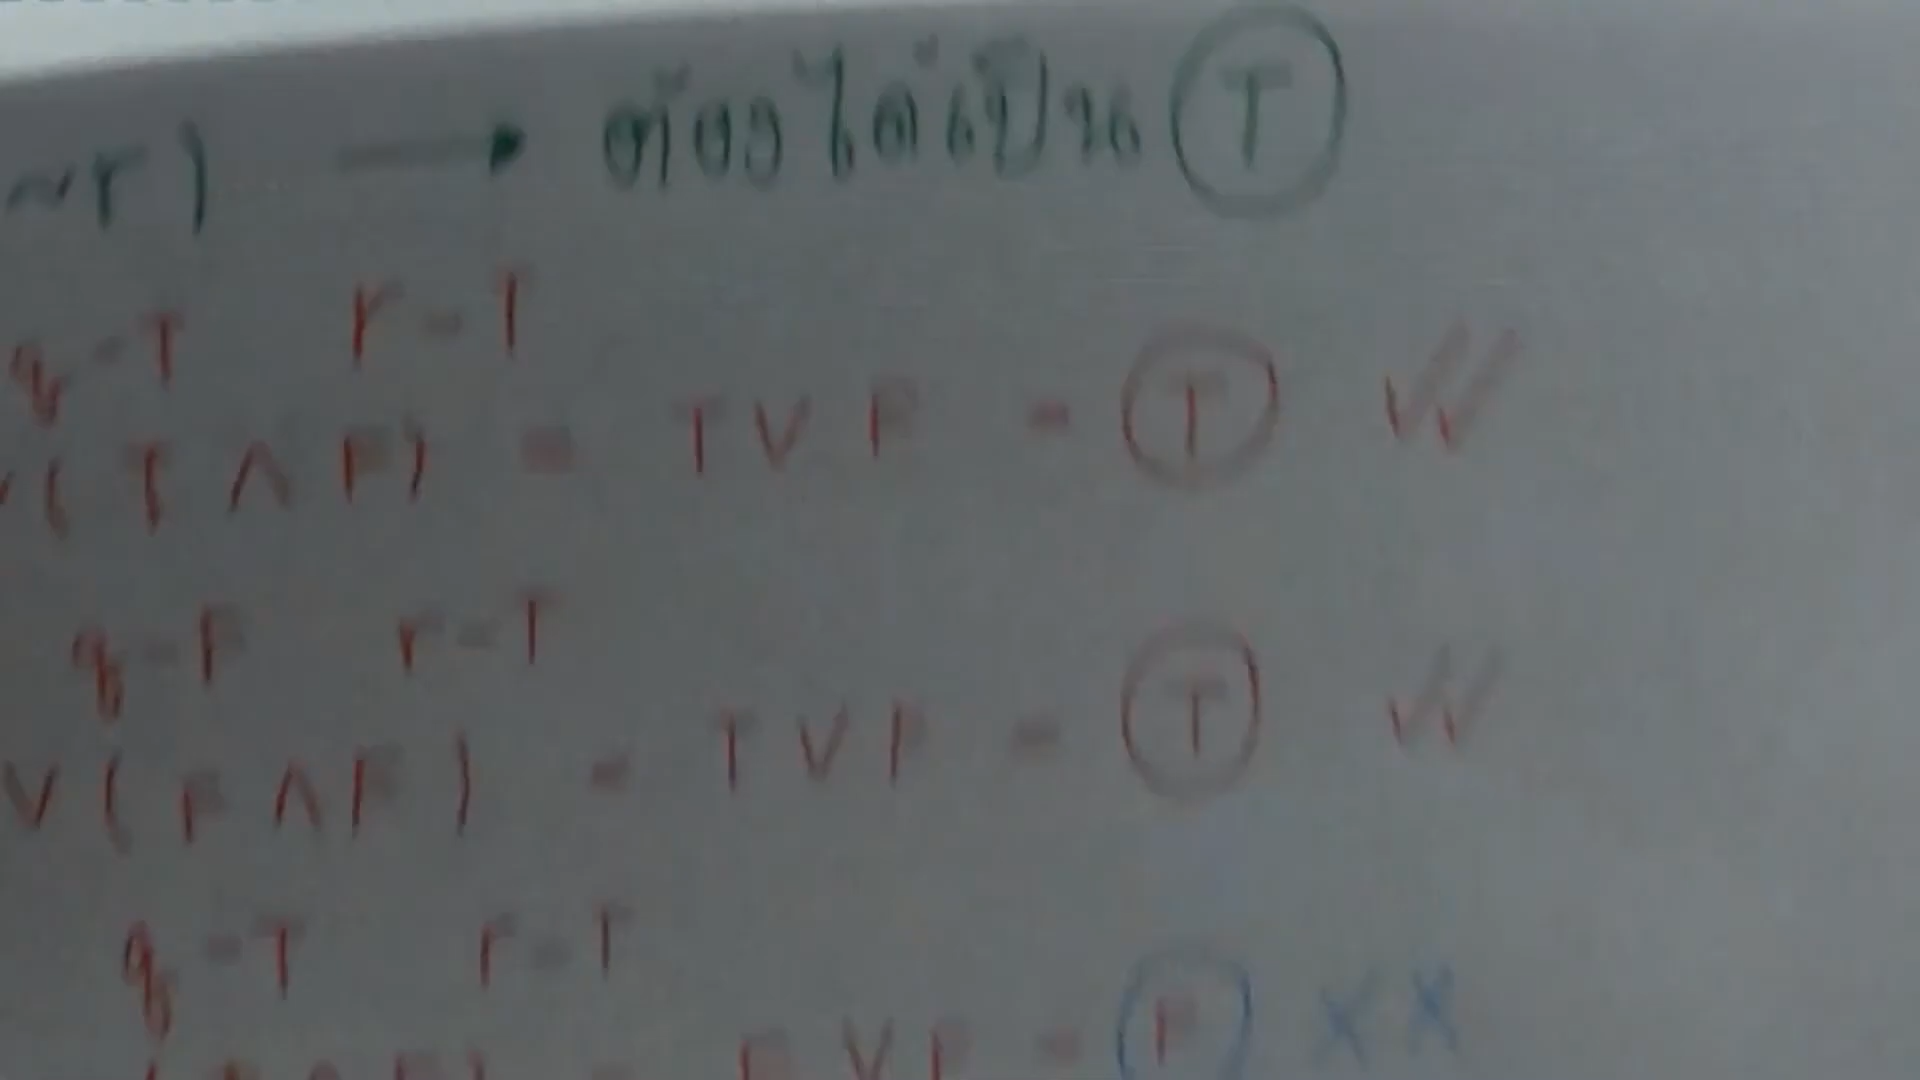 ~r) → ต้องได้เป็น T
q = T r = T
∨ ( T ∧ F ) = T ∨ F = T ✓✓
q = F r = T
∨ ( F ∧ F ) = T ∨ F = T ✓✓
q = T r = T
( T ∧ F ) = F ∨ F = F ××